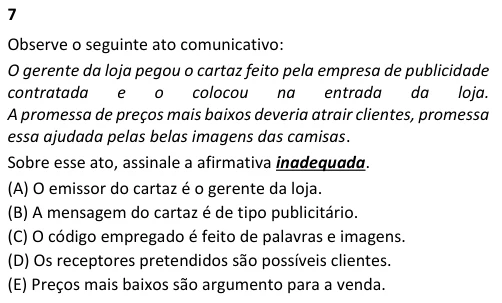 7
Observe o seguinte ato comunicativo:
O gerente da loja pegou o cartaz feito pela empresa de publicidade
contratada e o colocou na entrada da loja.
A promessa de preços mais baixos deveria atrair clientes, promessa
essa ajudada pelas belas imagens das camisas.
Sobre esse ato, assinale a afirmativa inadequada.
(A) O emissor do cartaz é o gerente da loja.
(B) A mensagem do cartaz é de tipo publicitário.
(C) O código empregado é feito de palavras e imagens.
(D) Os receptores pretendidos são possíveis clientes.
(E) Preços mais baixos são argumento para a venda.